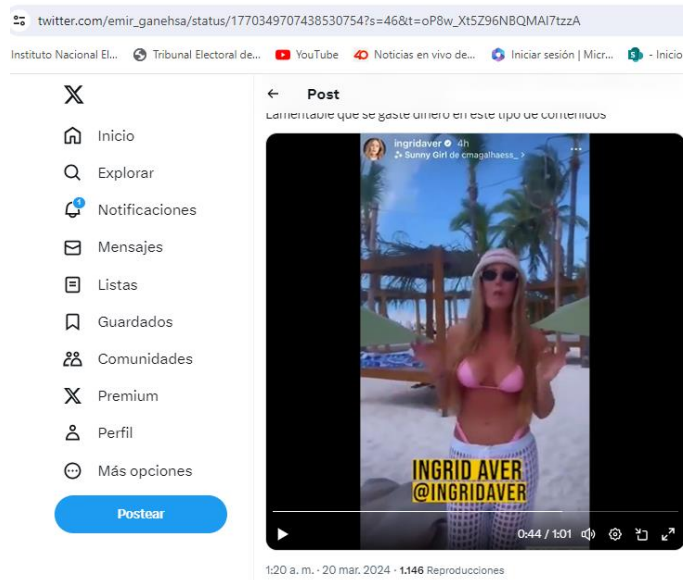 twitter.com/emir_ganehsa/status/1770349707438530754?s=46&t=oP8w_Xt5Z96NBQMAI7tzzA
Instituto Nacional El... Tribunal Electoral de... YouTube Noticias en vivo de... Iniciar sesión | Micr... - Inicio
X
Inicio
Explorar
1
Notificaciones
Mensajes
Listas
Guardados
Comunidades
Premium
Perfil
Más opciones
Postear
← Post
Lamentable que se gaste dinero en este tipo de contenidos
ingridaver 4h
Sunny Girl de cmagalhaess_ >
INGRID AVER
@INGRIDAVER
0:44 / 1:01
1:20 a. m. · 20 mar. 2024 · 1.146 Reproducciones